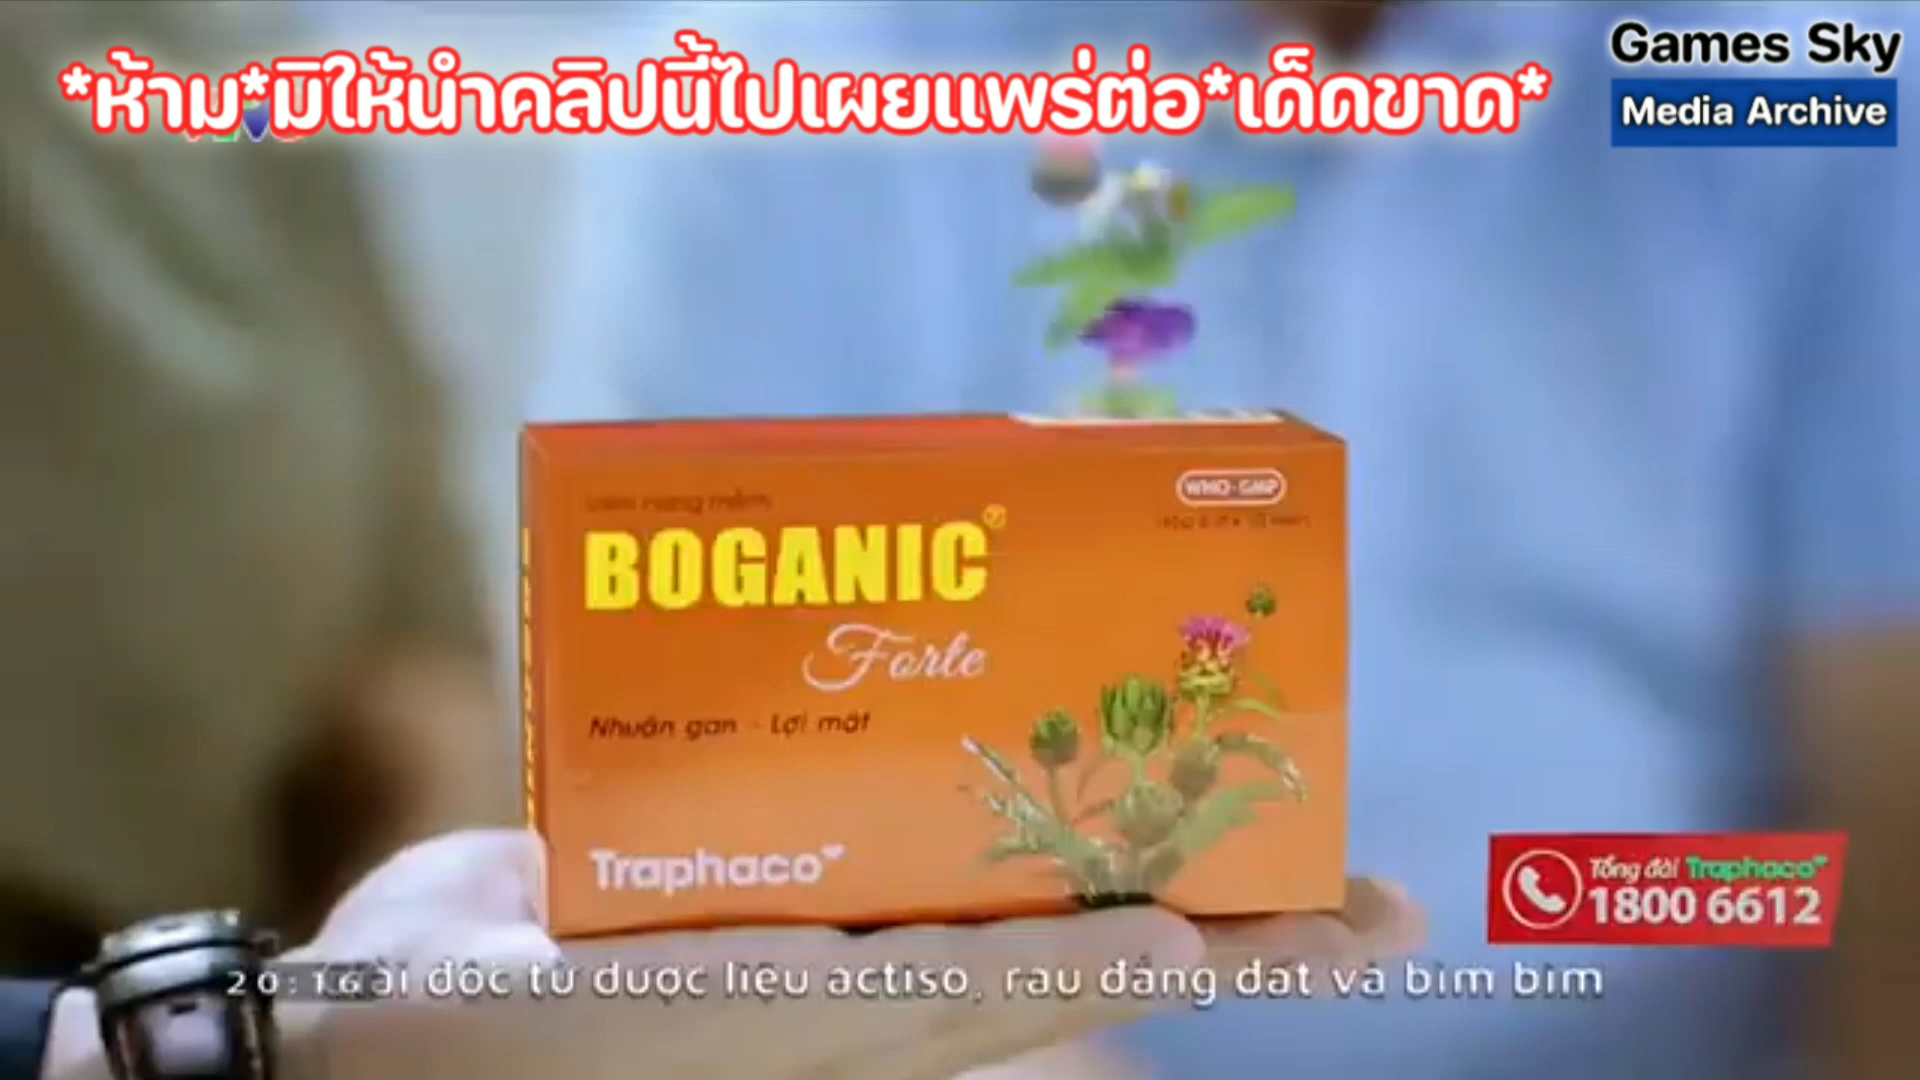 *ห้าม*มิให้นำคลิปนี้ไปเผยแพร่ต่อ*เด็ดขาด*
Games Sky
Media Archive
WHO-GMP
BOGANIC®
Forte
Nhuận gan - Lợi mật
Traphaco
Tổng đài Traphaco
1800 6612
20:16 độc từ dược liệu actiso, rau đắng đất và bìm bìm